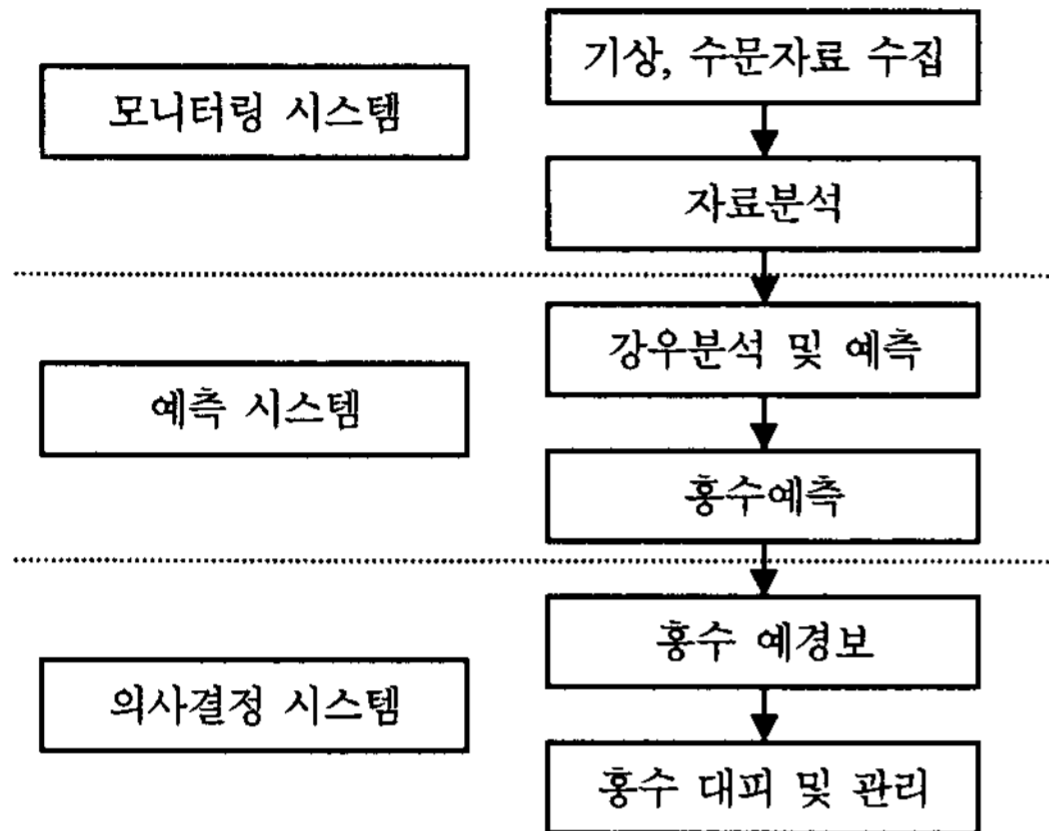 기상, 수문자료 수집
모니터링 시스템
자료분석
강우분석 및 예측
예측 시스템
홍수예측
홍수 예경보
의사결정 시스템
홍수 대피 및 관리